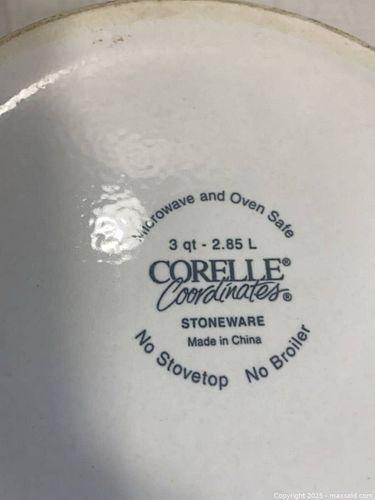 Microwave and Oven Safe
3 qt - 2.85 L
CORELLE®
Coordinates®
STONEWARE
Made in China
No Stovetop No Broiler
Copyright 2025 - maxsold.com